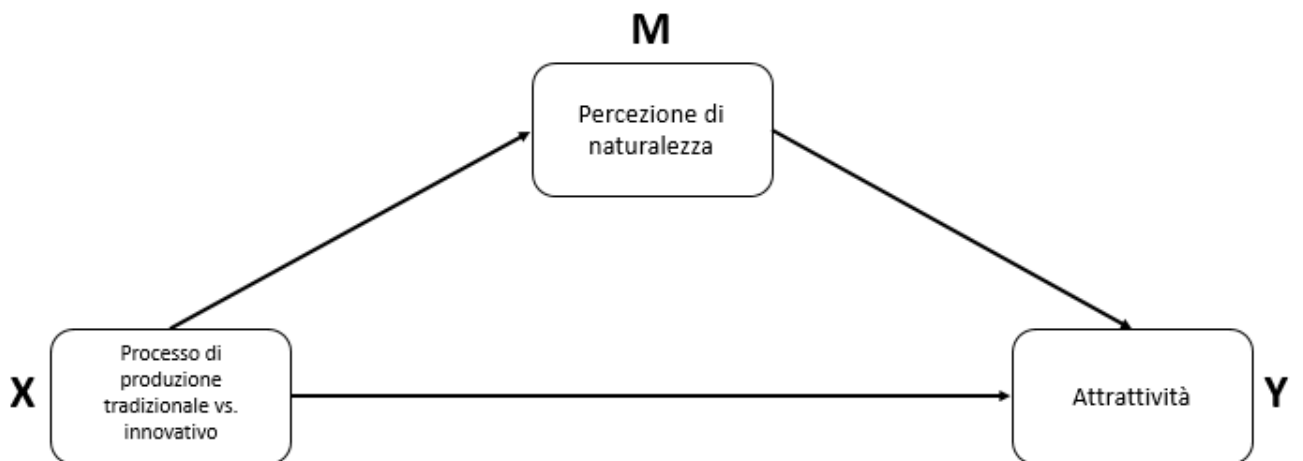 M
Percezione di
naturalezza
X
Processo di
produzione
tradizionale vs.
innovativo
Attrattività
Y